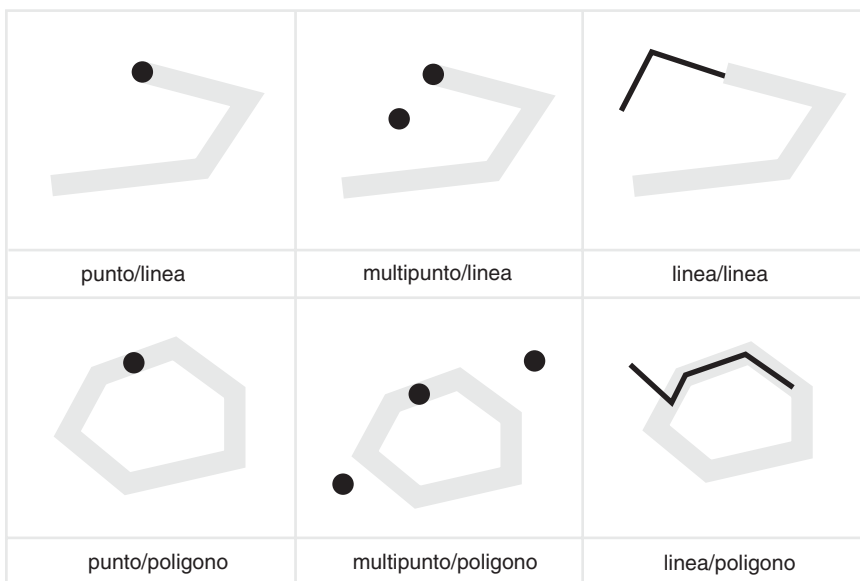 punto/linea
multipunto/linea
linea/linea
punto/poligono
multipunto/poligono
linea/poligono